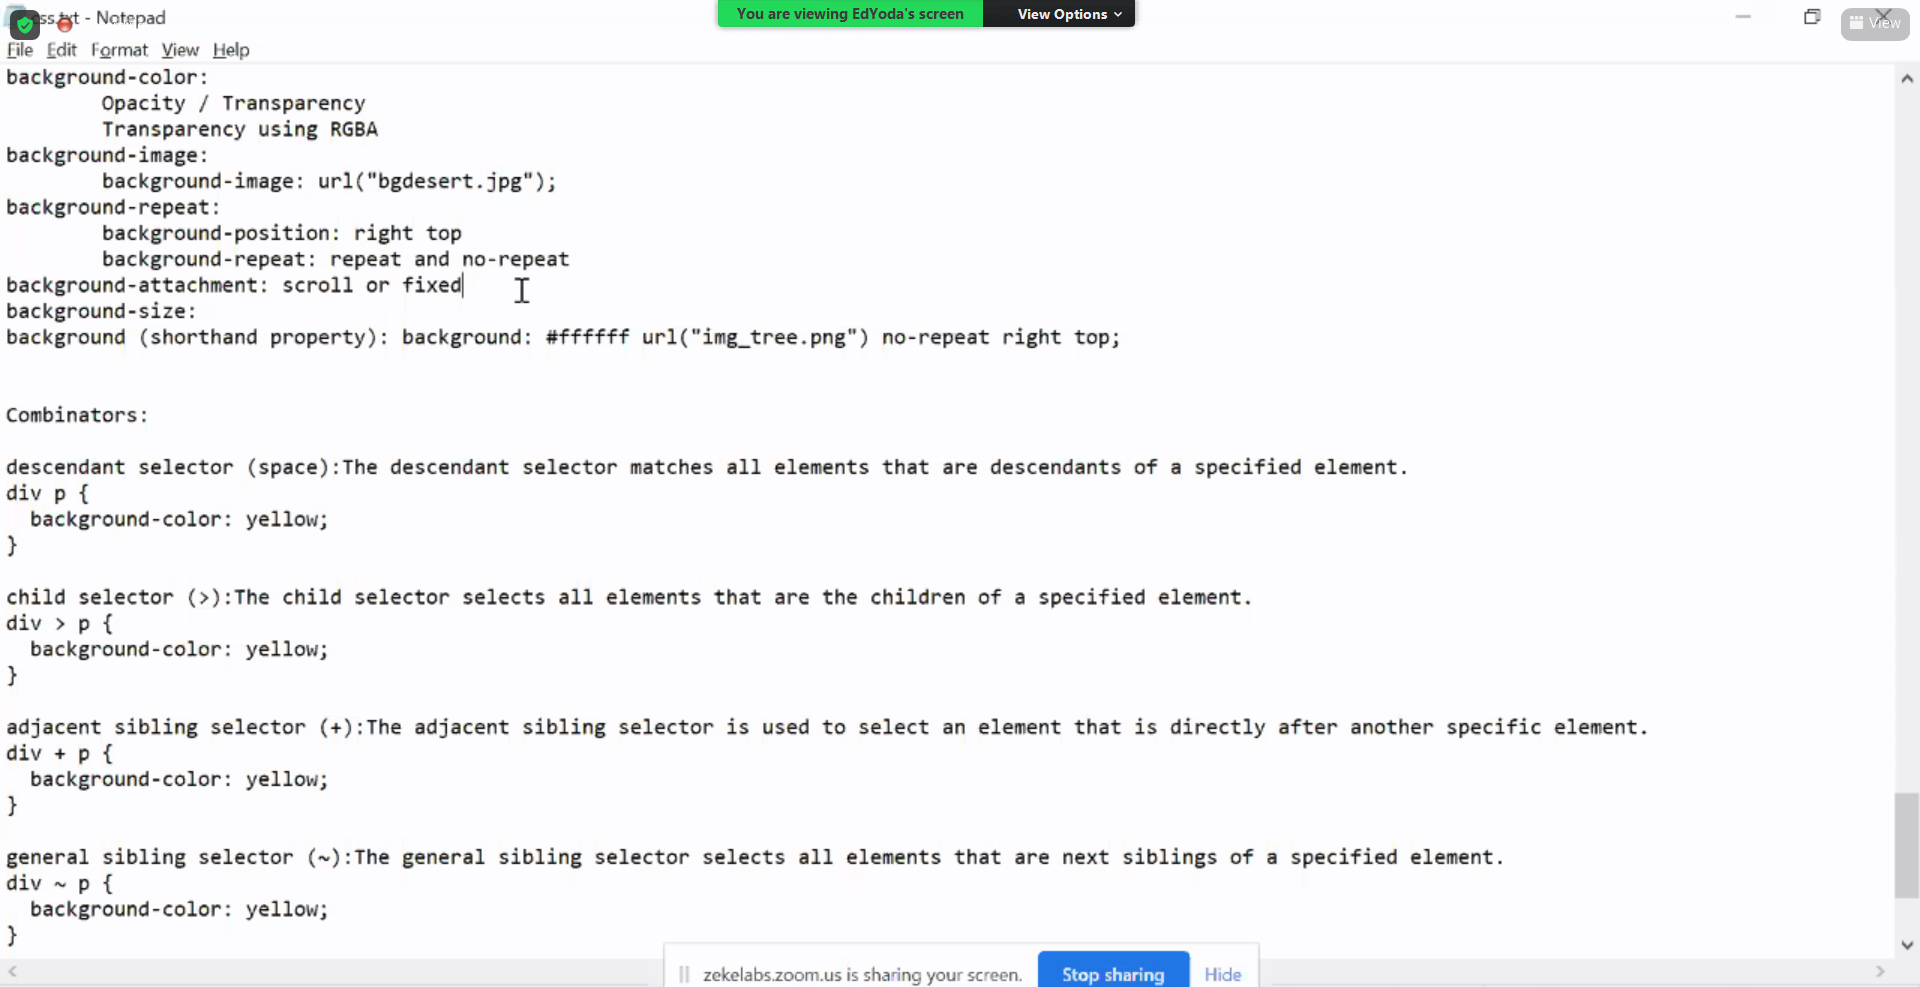 css.txt - Notepad
You are viewing EdYoda's screen
View Options
View
File Edit Format View Help
background-color:
        Opacity / Transparency
        Transparency using RGBA
background-image:
        background-image: url("bgdesert.jpg");
background-repeat:
        background-position: right top
        background-repeat: repeat and no-repeat
background-attachment: scroll or fixed
background-size:
background (shorthand property): background: #ffffff url("img_tree.png") no-repeat right top;
Combinators:
descendant selector (space):The descendant selector matches all elements that are descendants of a specified element.
div p {
  background-color: yellow;
}
child selector (>):The child selector selects all elements that are the children of a specified element.
div > p {
  background-color: yellow;
}
adjacent sibling selector (+):The adjacent sibling selector is used to select an element that is directly after another specific element.
div + p {
  background-color: yellow;
}
general sibling selector (~):The general sibling selector selects all elements that are next siblings of a specified element.
div ~ p {
  background-color: yellow;
}
zekelabs.zoom.us is sharing your screen.
Stop sharing
Hide